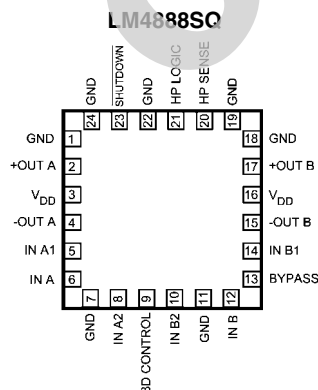 LM4888SQ
GND
SHUTDOWN
GND
HP LOGIC
HP SENSE
GND
24
23
22
21
20
19
GND 1
18 GND
+OUT A 2
17 +OUT B
VDD 3
16 VDD
-OUT A 4
15 -OUT B
IN A1 5
14 IN B1
IN A 6
13 BYPASS
7
8
9
10
11
12
GND
IN A2
3D CONTROL
IN B2
GND
IN B